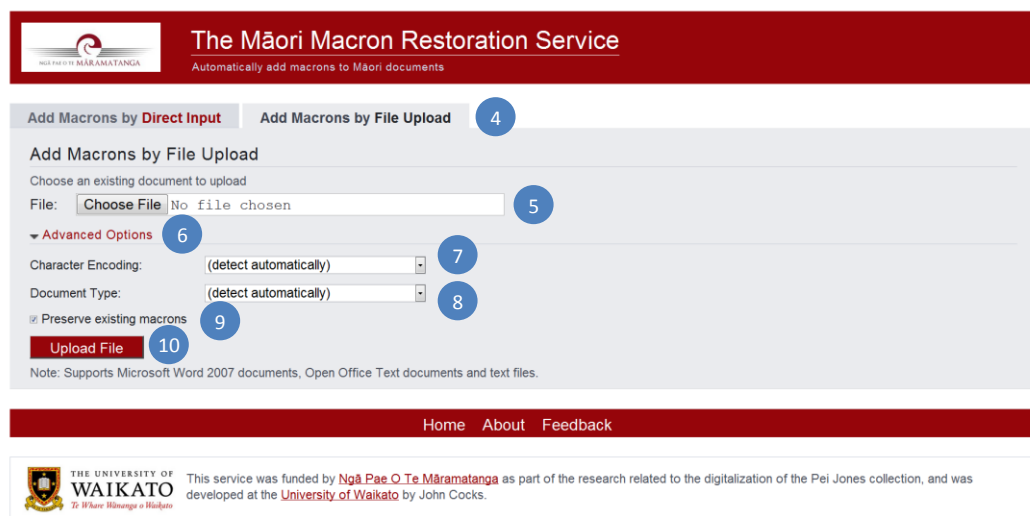 NGĀ PAE O TE MĀRAMATANGA
The Māori Macron Restoration Service
Automatically add macrons to Māori documents
Add Macrons by Direct Input
Add Macrons by File Upload
4
Add Macrons by File Upload
Choose an existing document to upload
File: Choose File No file chosen
5
Advanced Options
6
Character Encoding: (detect automatically)
7
Document Type: (detect automatically)
8
Preserve existing macrons
9
Upload File
10
Note: Supports Microsoft Word 2007 documents, Open Office Text documents and text files.
Home About Feedback
THE UNIVERSITY OF
WAIKATO
Te Whare Wānanga o Waikato
This service was funded by Ngā Pae O Te Māramatanga as part of the research related to the digitalization of the Pei Jones collection, and was
developed at the University of Waikato by John Cocks.